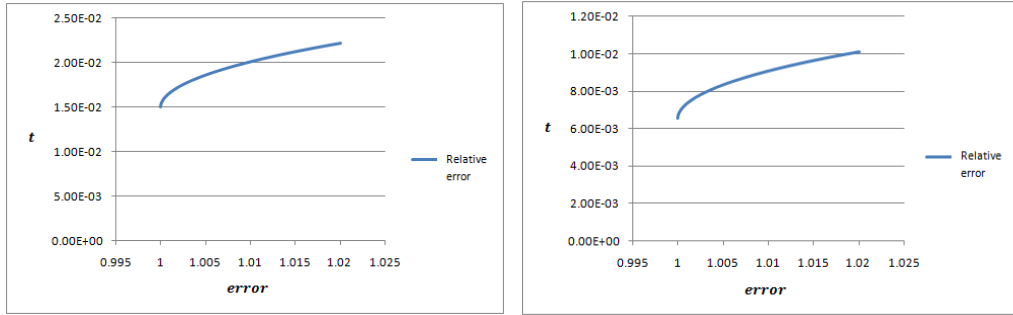 2.50E-02
2.00E-02
1.50E-02
t
1.00E-02
5.00E-03
0.00E+00
0.995 1 1.005 1.01 1.015 1.02 1.025
error
Relative
error
1.20E-02
1.00E-02
8.00E-03
t
6.00E-03
4.00E-03
2.00E-03
0.00E+00
0.995 1 1.005 1.01 1.015 1.02 1.025
error
Relative
error